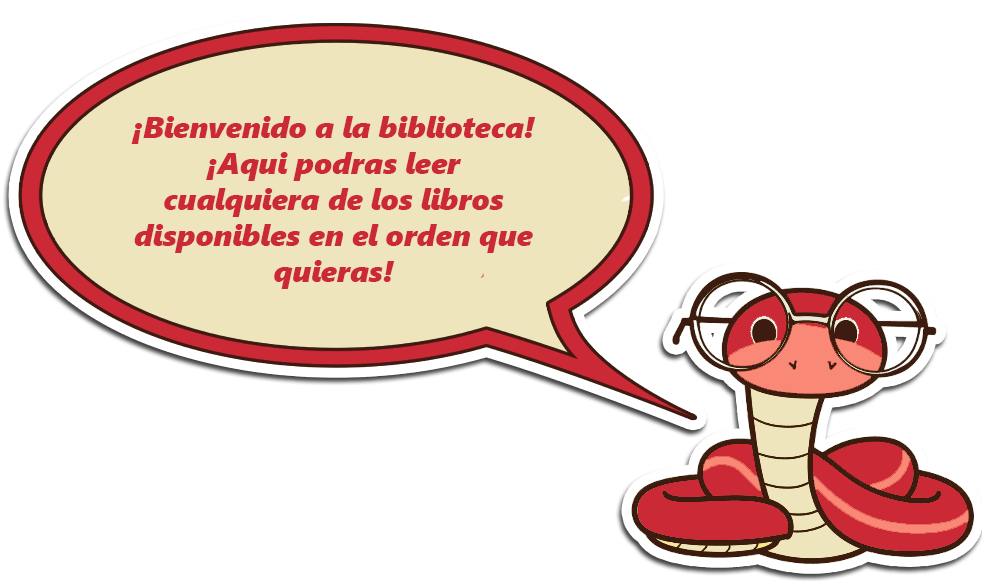 ¡Bienvenido a la biblioteca!
¡Aqui podras leer
cualquiera de los libros
disponibles en el orden que
quieras!